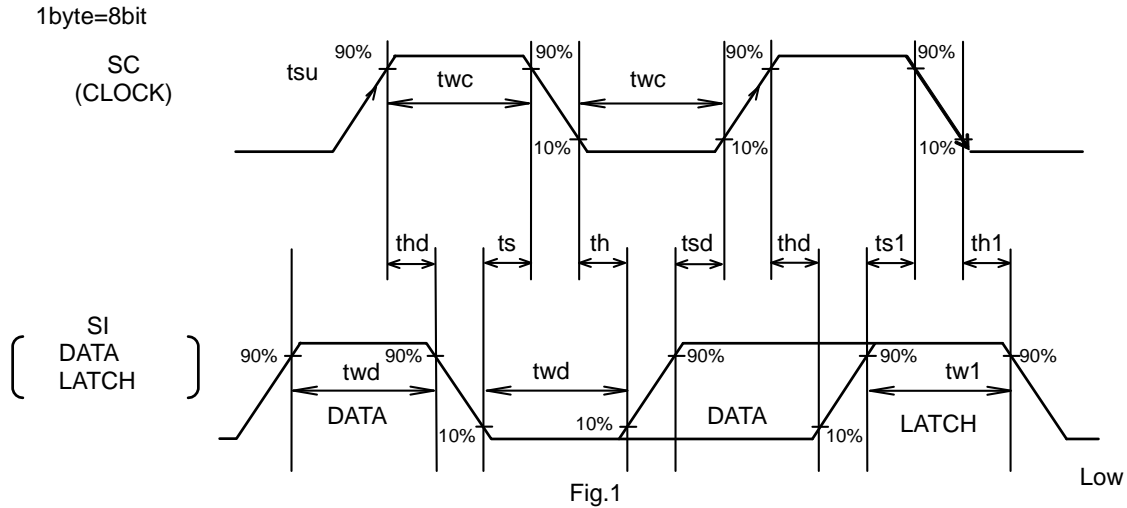 1byte=8bit
SC
(CLOCK)
tsu
90% 90% 90% 90%
twc twc
10% 10% 10%
thd ts th tsd thd ts1 th1
SI
DATA
LATCH
90% 90% 90% 90% 90%
twd twd tw1
DATA DATA LATCH
10% 10% 10%
Low
Fig.1